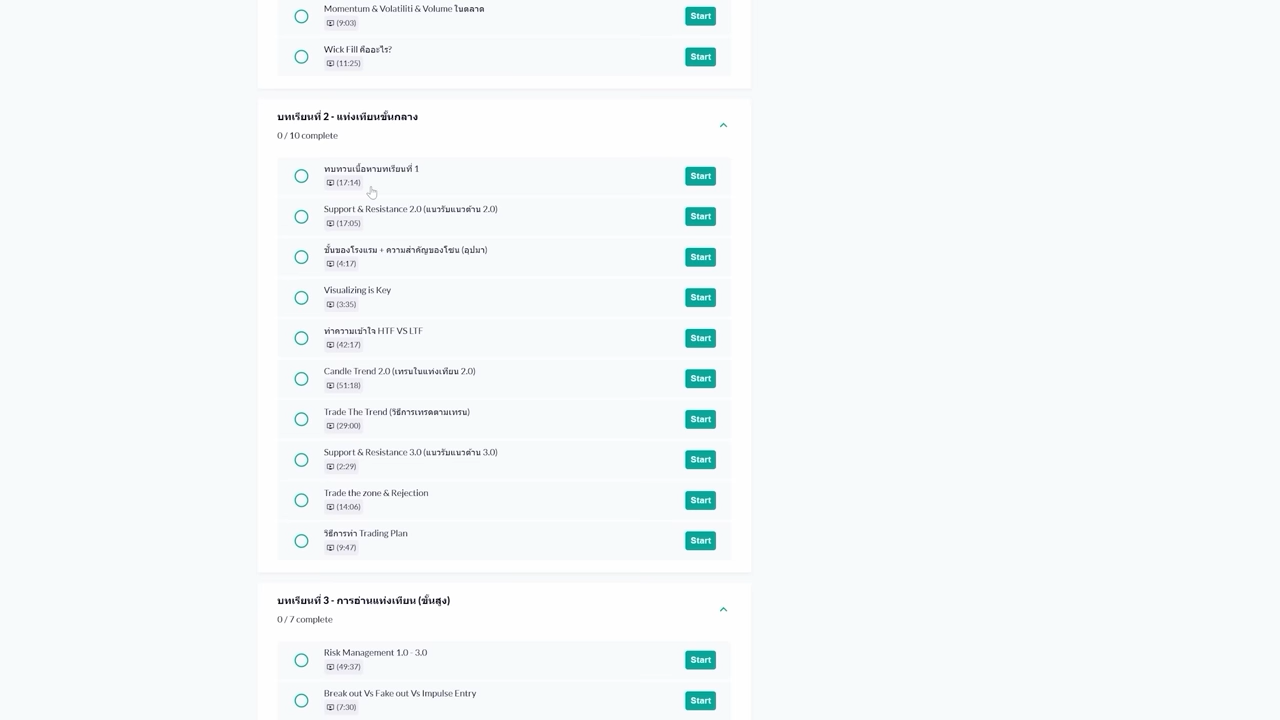 Momentum & Volatiliti & Volume ในตลาด
(9:03)
Start
Wick Fill คืออะไร?
(11:25)
Start
บทเรียนที่ 2 - แท่งเทียนขั้นกลาง
0 / 10 complete
ทบทวนเนื้อหาบทเรียนที่ 1
(17:14)
Start
Support & Resistance 2.0 (แนวรับแนวต้าน 2.0)
(17:05)
Start
ชั้นของโรงแรม + ความสำคัญของโซน (อุปมา)
(4:17)
Start
Visualizing is Key
(3:35)
Start
ทำความเข้าใจ HTF VS LTF
(42:17)
Start
Candle Trend 2.0 (เทรนในแท่งเทียน 2.0)
(51:18)
Start
Trade The Trend (วิธีการเทรดตามเทรน)
(29:00)
Start
Support & Resistance 3.0 (แนวรับแนวต้าน 3.0)
(2:29)
Start
Trade the zone & Rejection
(14:06)
Start
วิธีการทำ Trading Plan
(9:47)
Start
บทเรียนที่ 3 - การอ่านแท่งเทียน (ขั้นสูง)
0 / 7 complete
Risk Management 1.0 - 3.0
(49:37)
Start
Break out Vs Fake out Vs Impulse Entry
(7:30)
Start